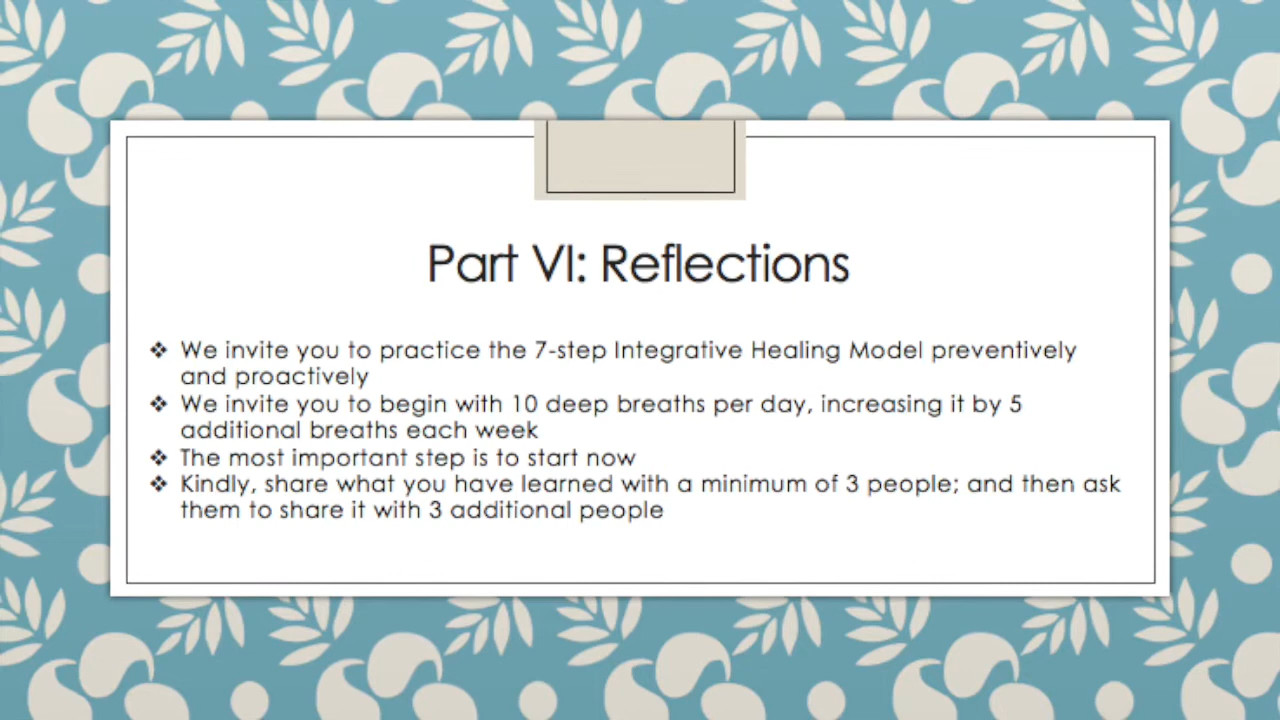 Part VI: Reflections
❖ We invite you to practice the 7-step Integrative Healing Model preventively
and proactively
❖ We invite you to begin with 10 deep breaths per day, increasing it by 5
additional breaths each week
❖ The most important step is to start now
❖ Kindly, share what you have learned with a minimum of 3 people; and then ask
them to share it with 3 additional people